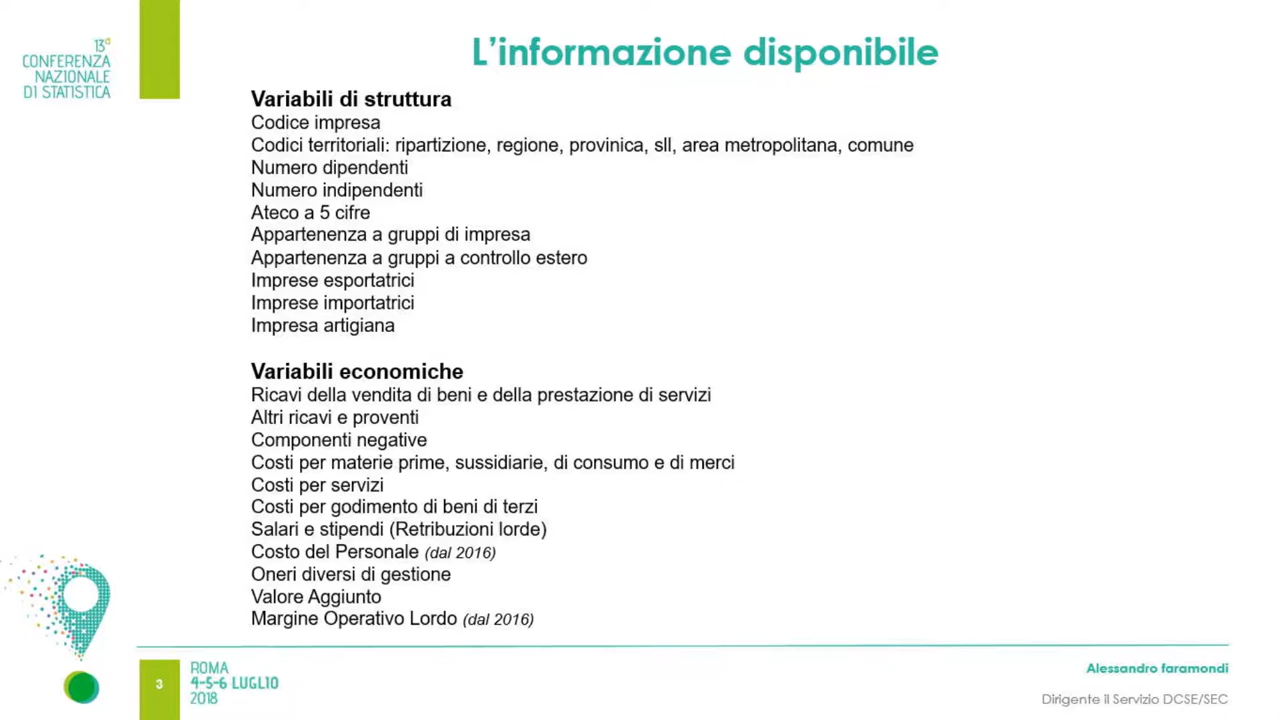 13a
CONFERENZA
NAZIONALE
DI STATISTICA
L'informazione disponibile
Variabili di struttura
Codice impresa
Codici territoriali: ripartizione, regione, provinica, sll, area metropolitana, comune
Numero dipendenti
Numero indipendenti
Ateco a 5 cifre
Appartenenza a gruppi di impresa
Appartenenza a gruppi a controllo estero
Imprese esportatrici
Imprese importatrici
Impresa artigiana
Variabili economiche
Ricavi della vendita di beni e della prestazione di servizi
Altri ricavi e proventi
Componenti negative
Costi per materie prime, sussidiarie, di consumo e di merci
Costi per servizi
Costi per godimento di beni di terzi
Salari e stipendi (Retribuzioni lorde)
Costo del Personale (dal 2016)
Oneri diversi di gestione
Valore Aggiunto
Margine Operativo Lordo (dal 2016)
3
ROMA
4-5-6 LUGLIO
2018
Alessandro faramondi
Dirigente il Servizio DCSE/SEC